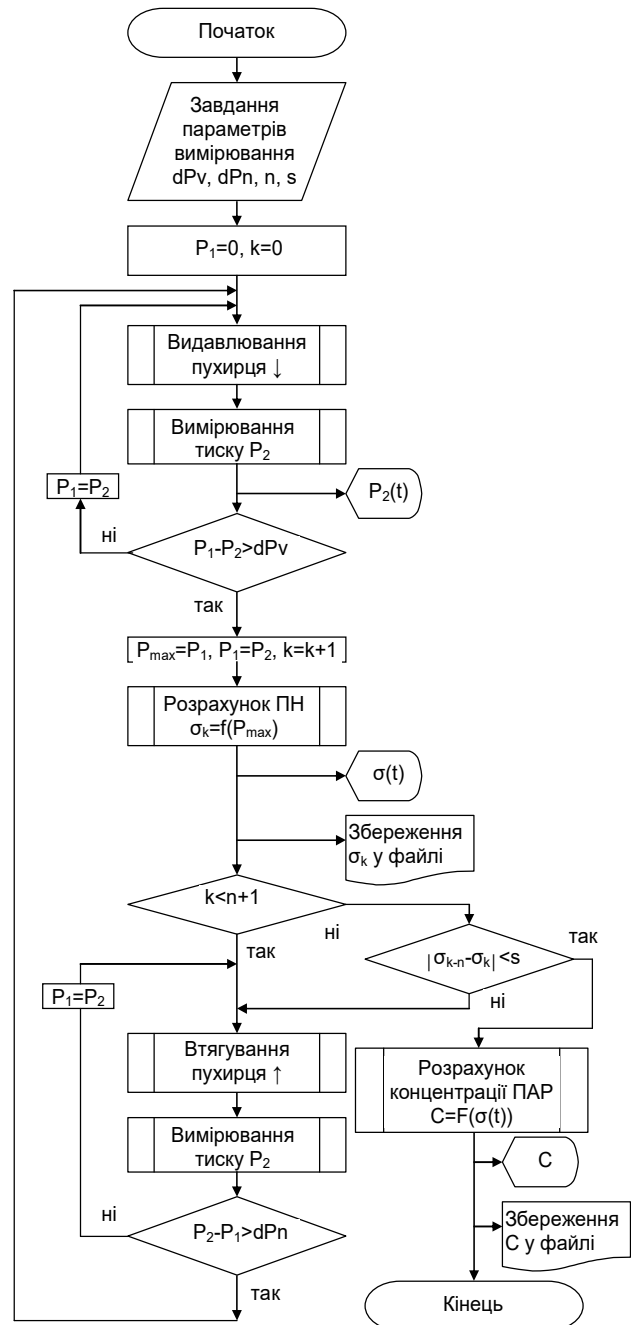 Початок
Завдання
параметрів
вимірювання
dPv, dPn, n, s
P₁=0, k=0
Видавлювання
пухирця ↓
Вимірювання
тиску P₂
P₁=P₂
P₂(t)
ні
P₁-P₂>dPv
так
Pmax=P₁, P₁=P₂, k=k+1
Розрахунок ПН
σₖ=f(Pmax)
σ(t)
Збереження
σₖ у файлі
k<n+1
ні
так
так
|σₖ₋ₙ-σₖ|<s
P₁=P₂
ні
Втягування
пухирця ↑
Розрахунок
концентрації ПАР
C=F(σ(t))
Вимірювання
тиску P₂
C
ні
P₂-P₁>dPn
Збереження
C у файлі
так
Кінець